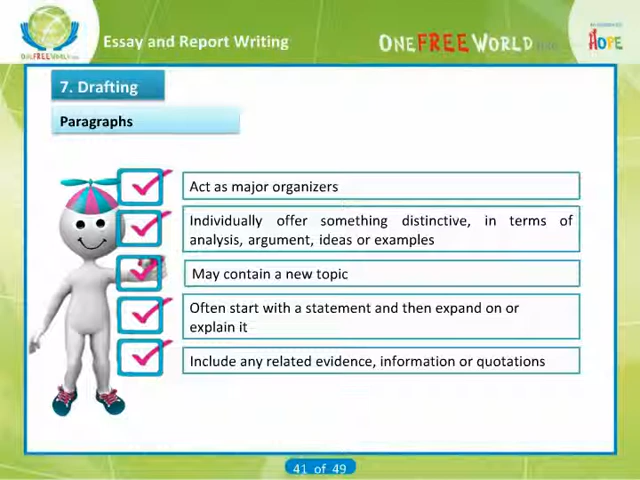 Essay and Report Writing
ONEFREEWORLD
HOPE
ONEFREEWORLD
7. Drafting
Paragraphs
Act as major organizers
Individually offer something distinctive, in terms of
analysis, argument, ideas or examples
May contain a new topic
Often start with a statement and then expand on or
explain it
Include any related evidence, information or quotations
41 of 49